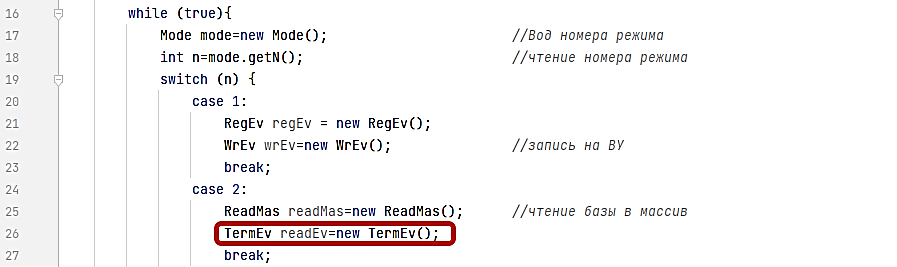 16 while (true){
17 Mode mode=new Mode(); //Вод номера режима
18 int n=mode.getN(); //чтение номера режима
19 switch (n) {
20 case 1:
21 RegEv regEv = new RegEv();
22 WrEv wrEv=new WrEv(); //запись на ВУ
23 break;
24 case 2:
25 ReadMas readMas=new ReadMas(); //чтение базы в массив
26 TermEv readEv=new TermEv();
27 break;